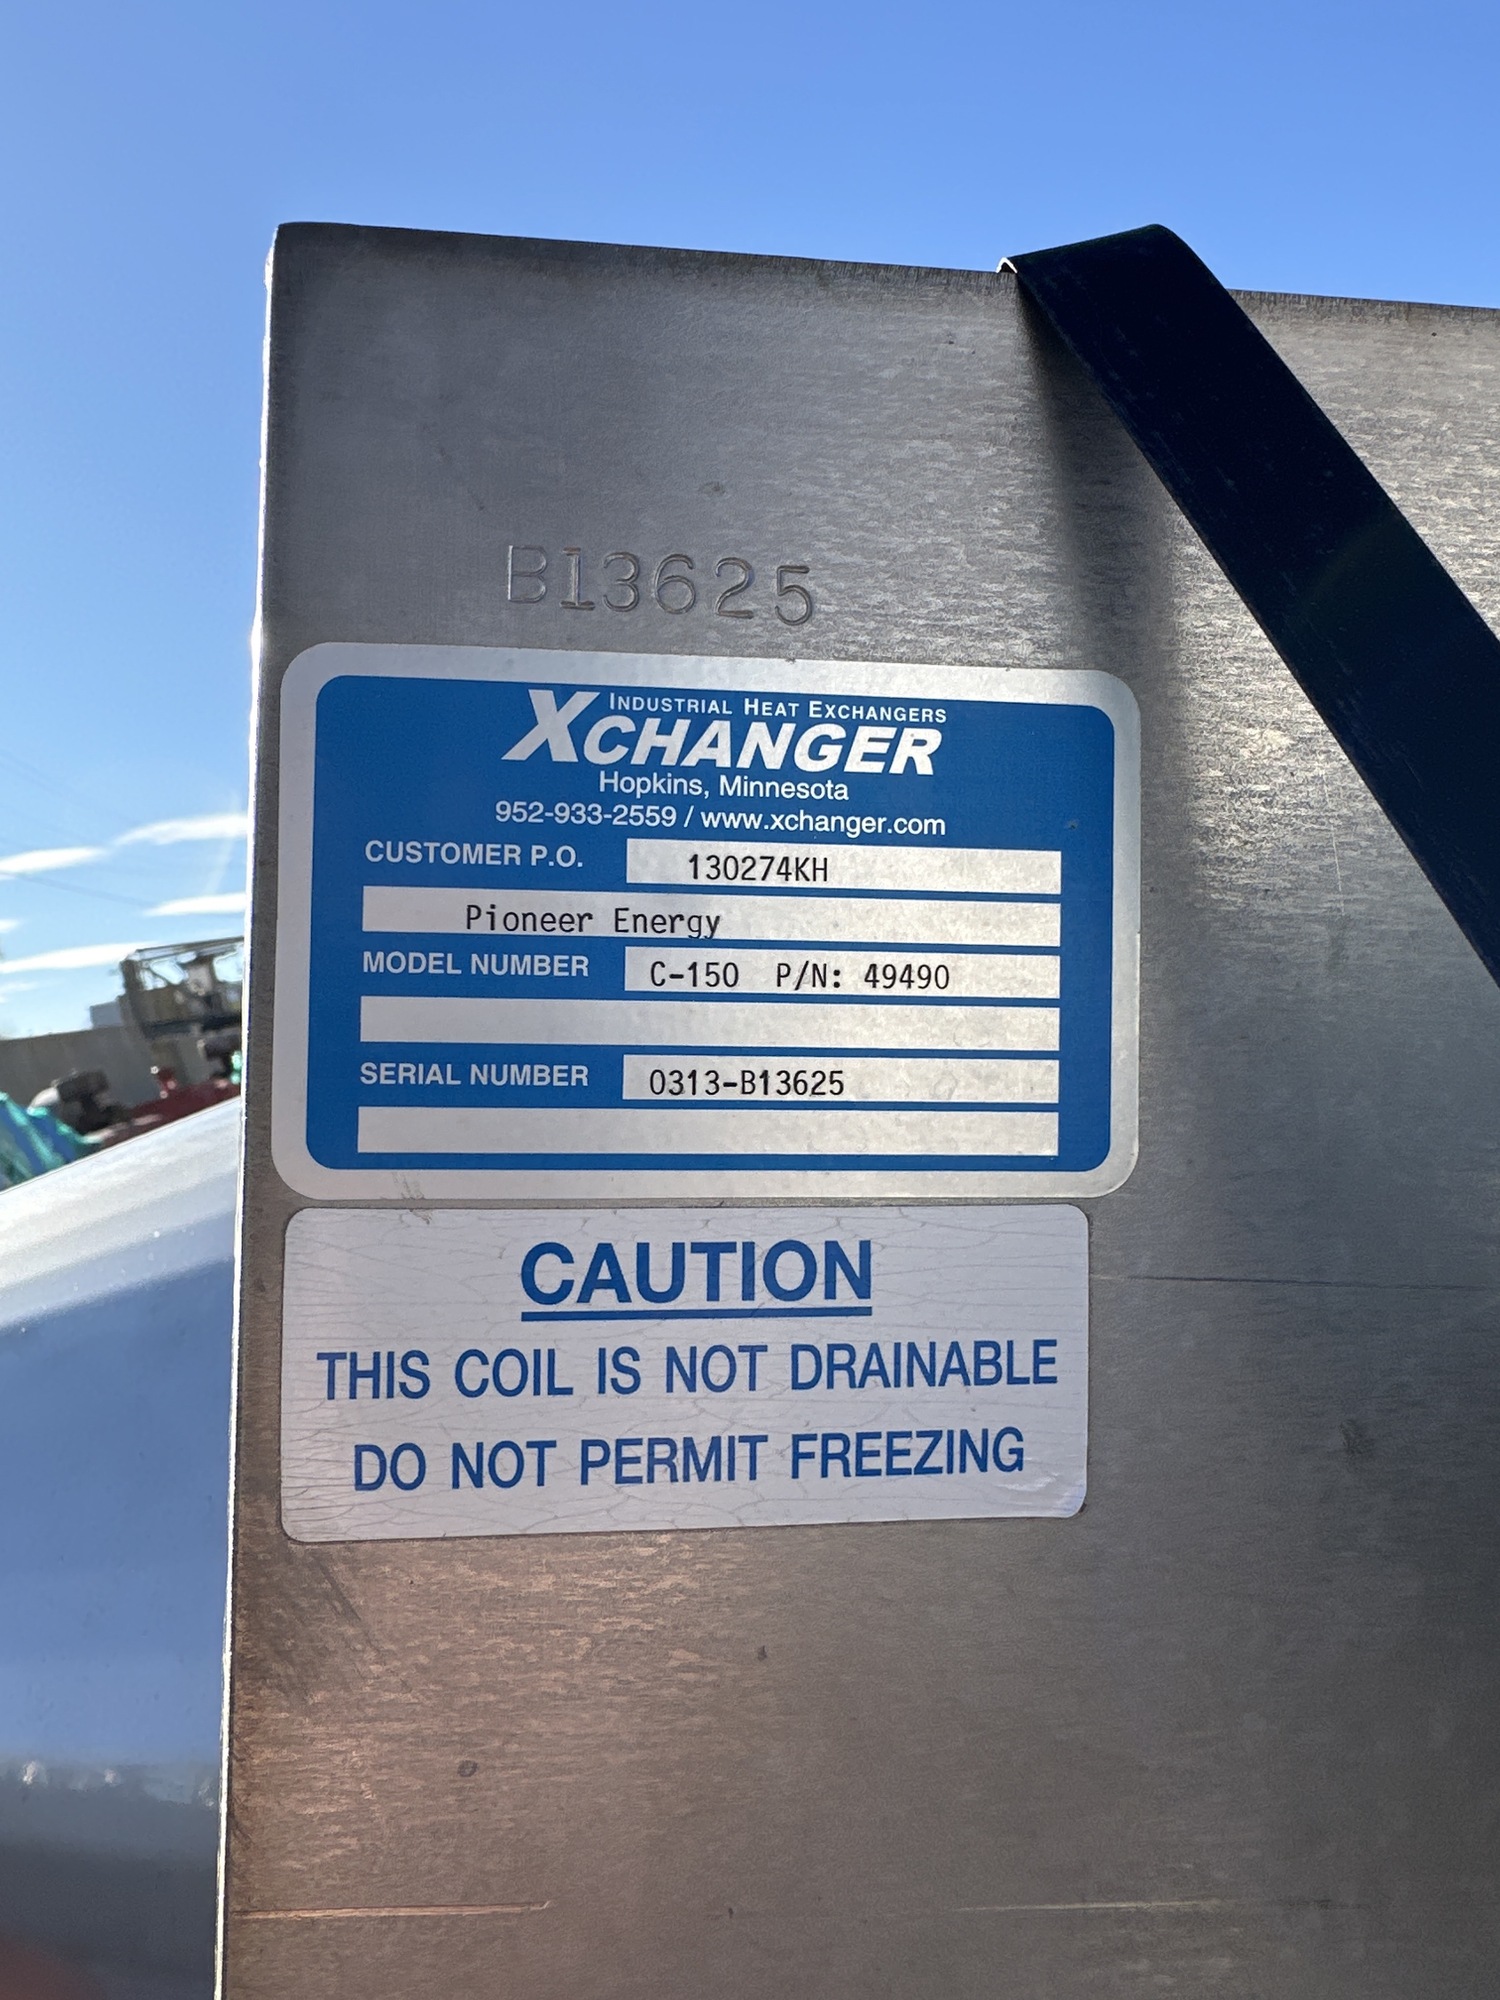 B13625
INDUSTRIAL HEAT EXCHANGERS
XCHANGER
Hopkins, Minnesota
952-933-2559 / www.xchanger.com
CUSTOMER P.O. 130274KH
Pioneer Energy
MODEL NUMBER C-150 P/N: 49490
SERIAL NUMBER 0313-B13625
CAUTION
THIS COIL IS NOT DRAINABLE
DO NOT PERMIT FREEZING